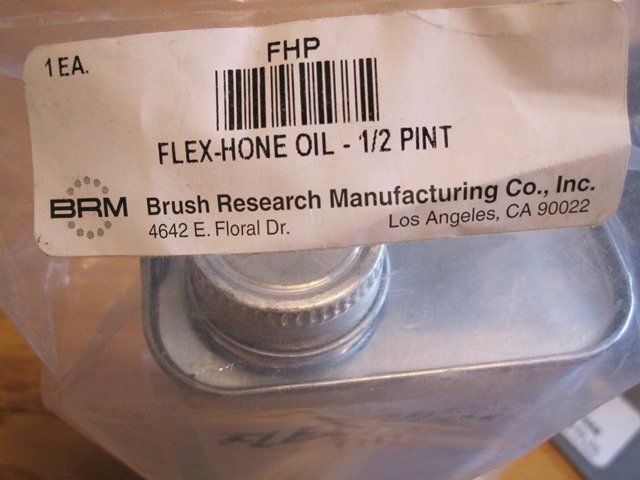 1 EA.
FHP
FLEX-HONE OIL - 1/2 PINT
BRM
Brush Research Manufacturing Co., Inc.
4642 E. Floral Dr.
Los Angeles, CA 90022